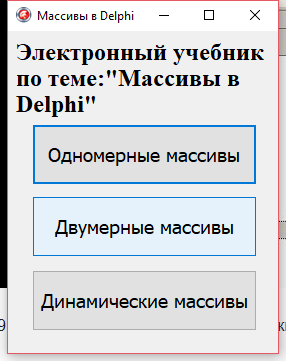 Массивы в Delphi
Электронный учебник
по теме:"Массивы в
Delphi"
Одномерные массивы
Двумерные массивы
Динамические массивы